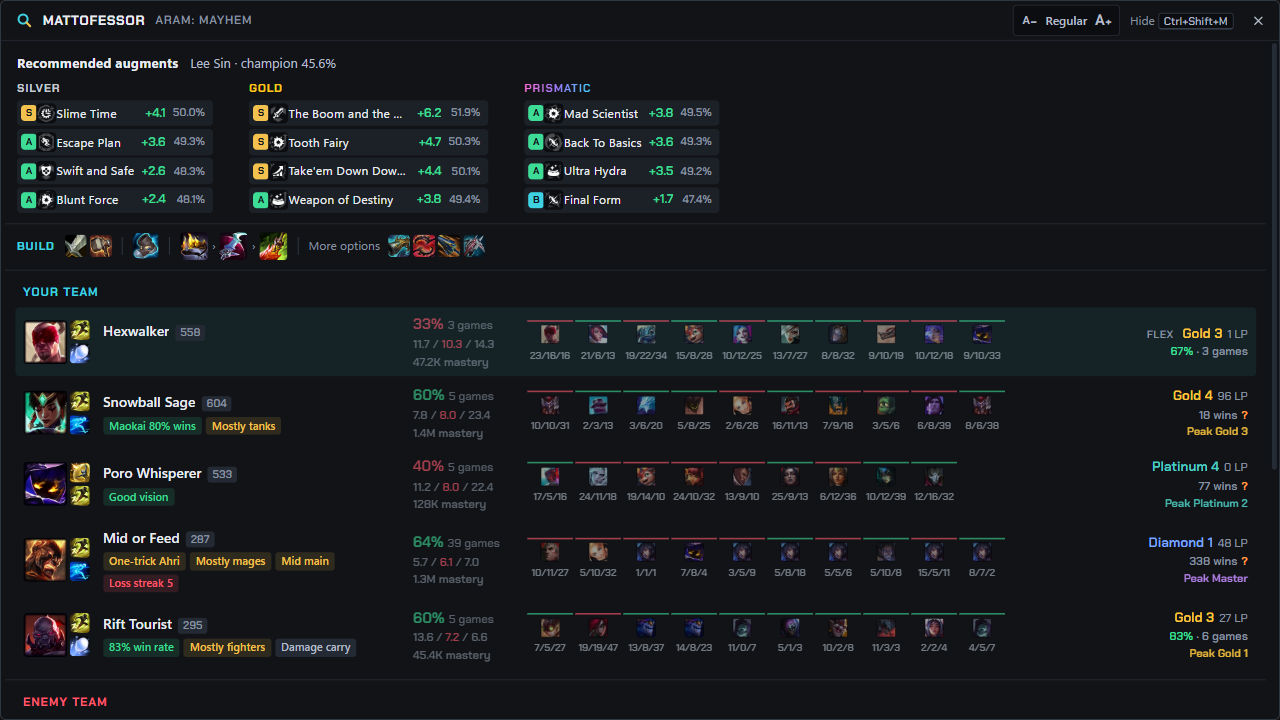 MATTOFESSOR ARAM: MAYHEM A- Regular A+ Hide Ctrl+Shift+M ×
Recommended augments Lee Sin · champion 45.6%
SILVER GOLD PRISMATIC
S Slime Time +4.1 50.0% S The Boom and the ... +6.2 51.9% A Mad Scientist +3.8 49.5%
A Escape Plan +3.6 49.3% S Tooth Fairy +4.7 50.3% A Back To Basics +3.6 49.3%
A Swift and Safe +2.6 48.3% S Take'em Down Dow... +4.4 50.1% A Ultra Hydra +3.5 49.2%
A Blunt Force +2.4 48.1% A Weapon of Destiny +3.8 49.4% B Final Form +1.7 47.4%
BUILD More options
YOUR TEAM
Hexwalker 558
33% 3 games
11.7 / 10.3 / 14.3
47.2K mastery
23/16/16 21/6/13 19/22/34 15/8/28 10/12/25 13/7/27 8/8/32 9/10/19 10/12/18 9/10/33
FLEX Gold 3 1 LP
67% · 3 games
Snowball Sage 604
Maokai 80% wins Mostly tanks
60% 5 games
7.8 / 8.0 / 23.4
1.4M mastery
10/10/31 2/3/13 3/6/20 5/8/25 2/6/26 16/11/13 7/9/18 3/5/6 6/8/39 8/6/38
Gold 4 96 LP
18 wins ?
Peak Gold 3
Poro Whisperer 533
Good vision
40% 5 games
11.2 / 8.0 / 22.4
128K mastery
17/5/16 24/11/18 19/14/10 24/10/32 13/9/10 25/9/13 6/12/36 10/12/39 12/16/32
Platinum 4 0 LP
77 wins ?
Peak Platinum 2
Mid or Feed 287
One-trick Ahri Mostly mages Mid main
Loss streak 5
64% 39 games
5.7 / 6.1 / 7.0
1.3M mastery
10/11/27 5/10/32 1/1/1 7/8/4 3/5/9 5/8/18 5/5/6 5/10/8 15/5/11 8/7/2
Diamond 1 48 LP
338 wins ?
Peak Master
Rift Tourist 295
83% win rate Mostly fighters Damage carry
60% 5 games
13.6 / 7.2 / 6.6
45.4K mastery
7/5/27 19/19/47 13/8/37 14/8/23 11/0/7 5/1/3 10/2/8 11/3/3 2/2/4 4/5/7
Gold 3 27 LP
83% · 6 games
Peak Gold 1
ENEMY TEAM